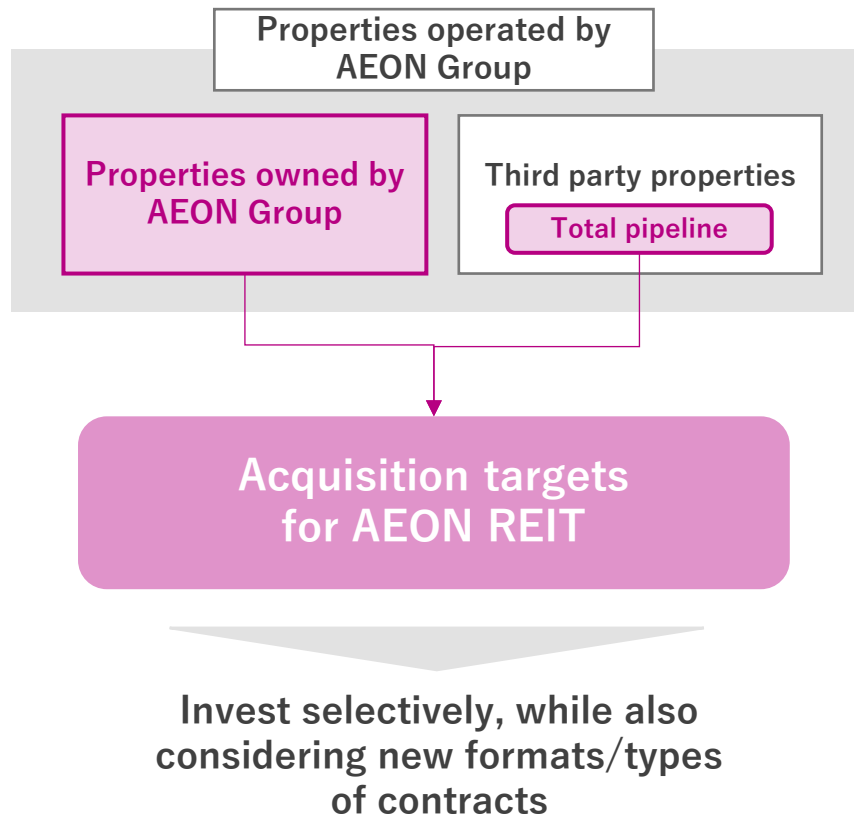 Properties operated by
AEON Group
Properties owned by
AEON Group
Third party properties
Total pipeline
Acquisition targets
for AEON REIT
Invest selectively, while also
considering new formats/types
of contracts